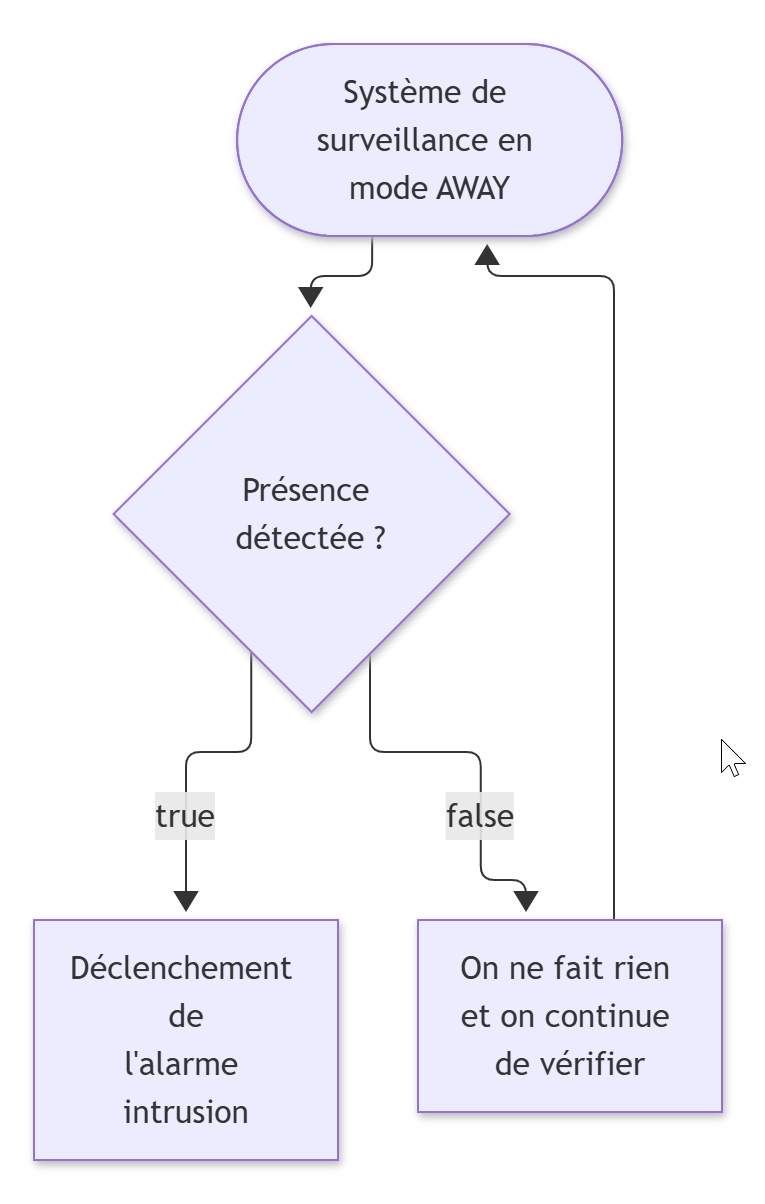 Système de
surveillance en
mode AWAY
Présence
détectée ?
true
false
Déclenchement
de
l'alarme
intrusion
On ne fait rien
et on continue
de vérifier